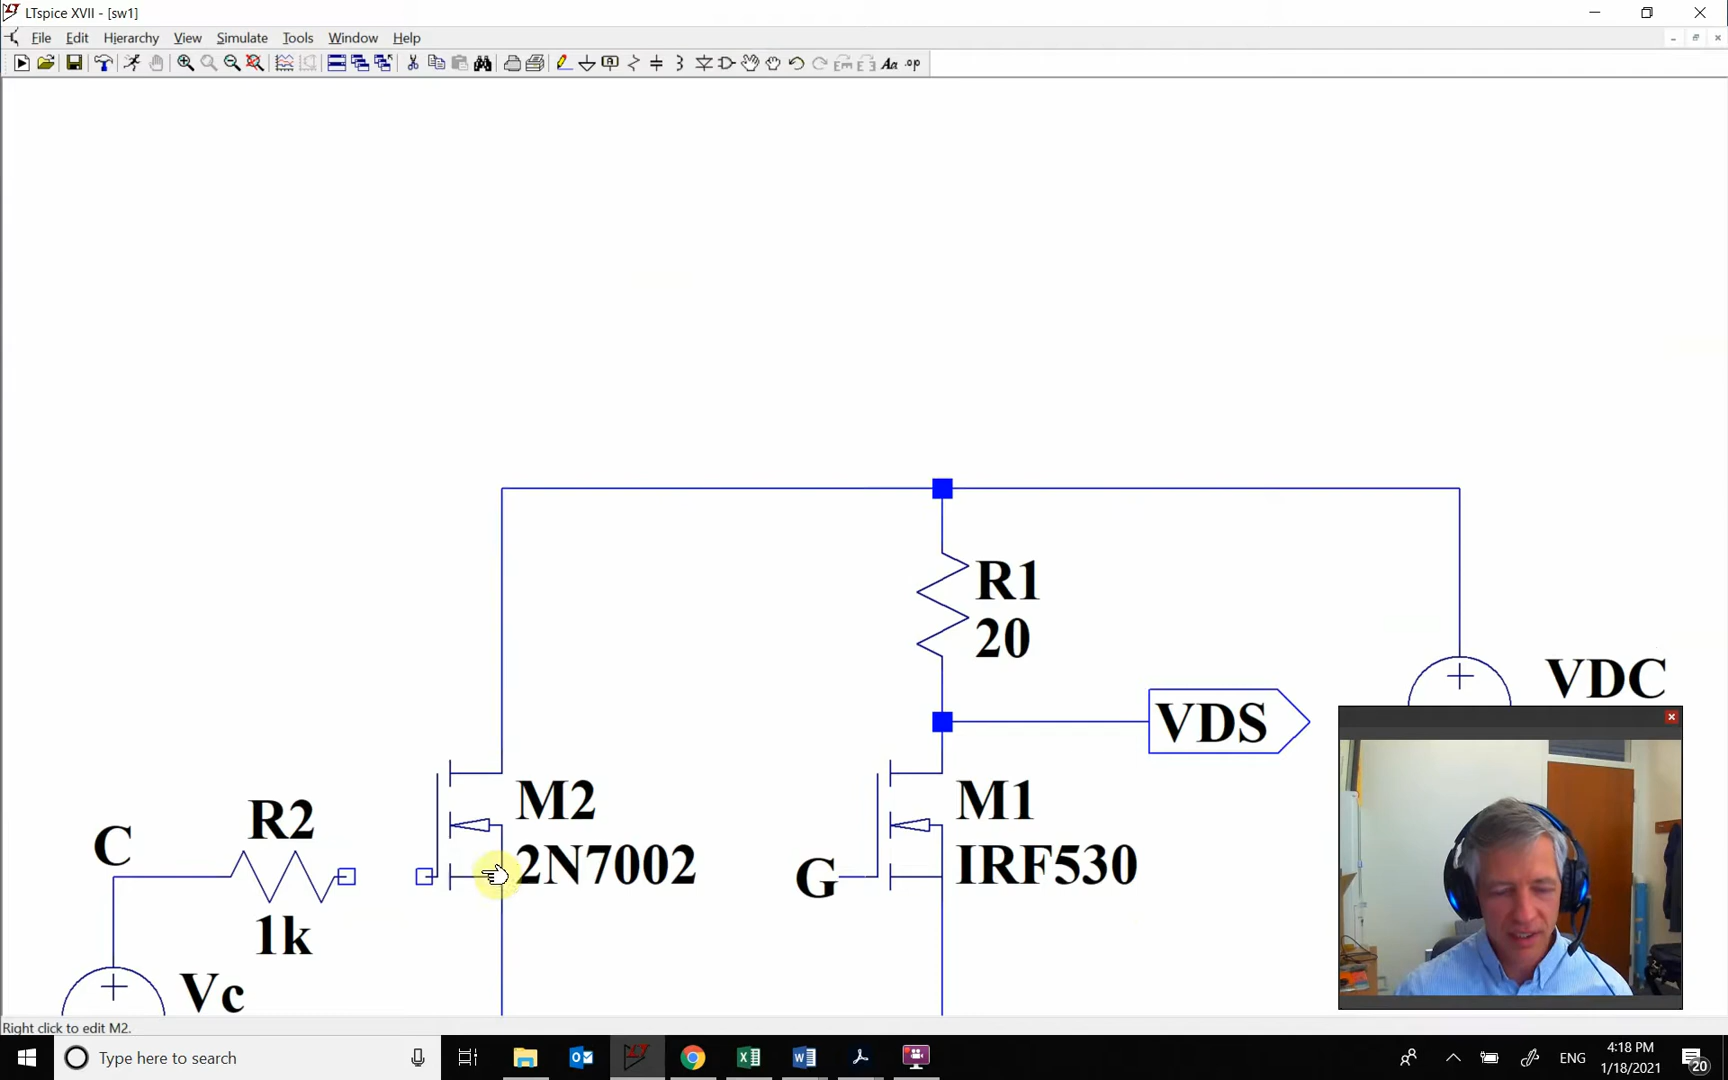 LTspice XVII - [sw1]
File Edit Hierarchy View Simulate Tools Window Help
Aa .op
R1
20
VDC
VDS
M2
2N7002
M1
IRF530
R2
1k
C
G
Vc
Right click to edit M2.
Type here to search
ENG
4:18 PM
1/18/2021
20